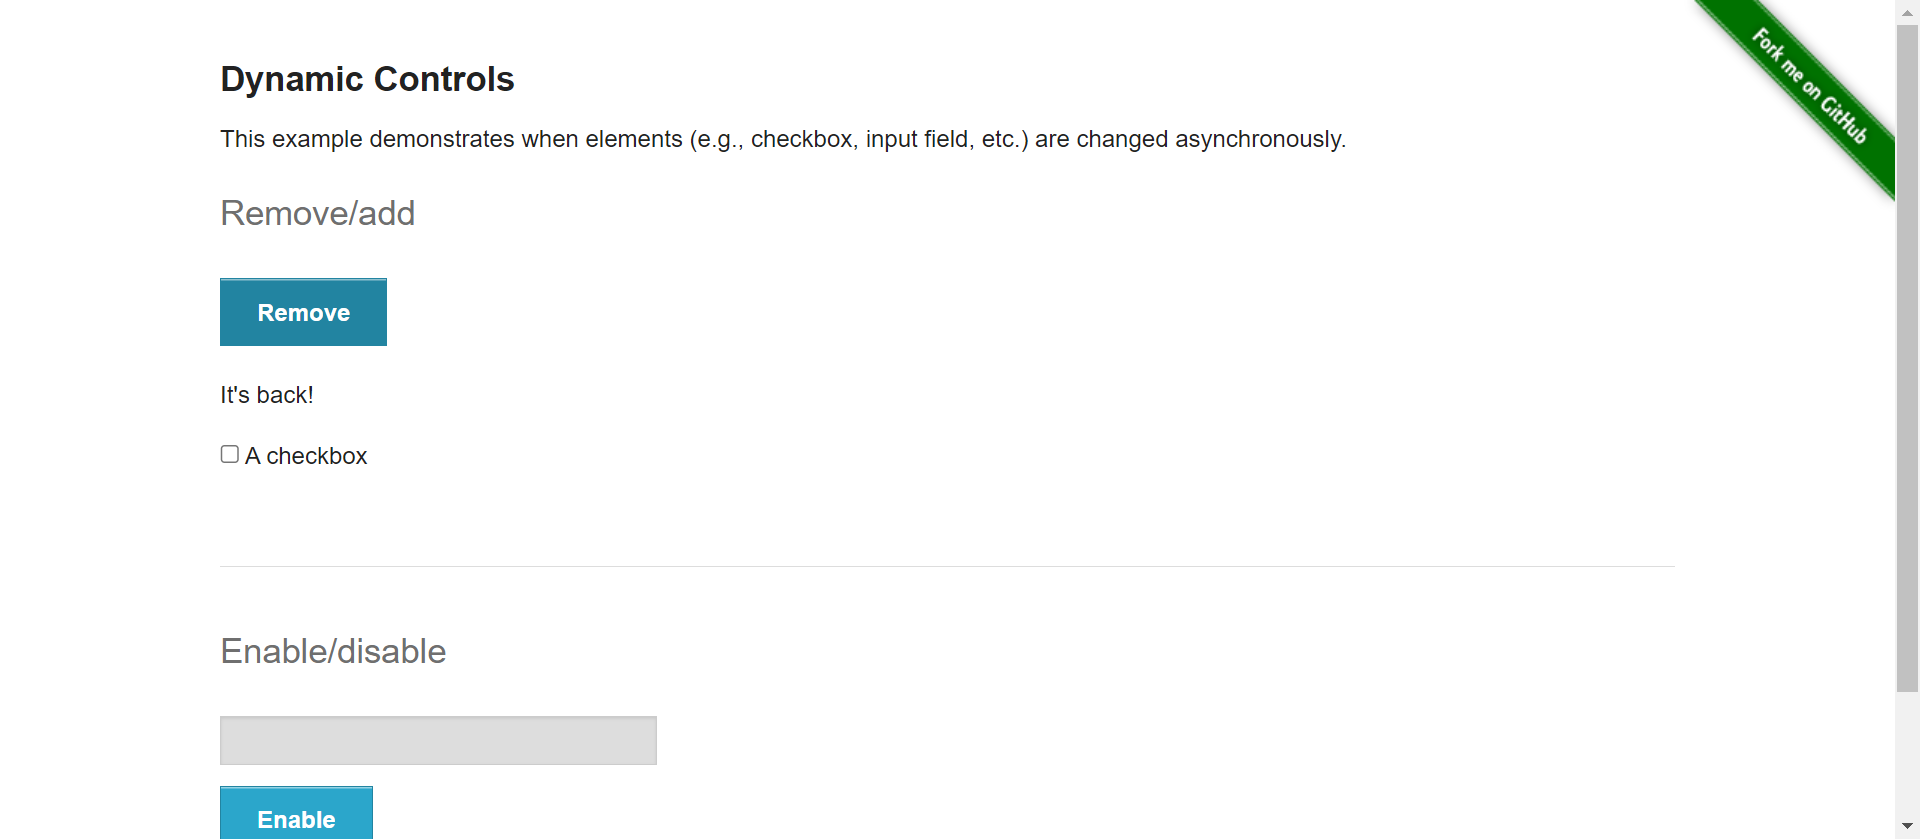 Fork me on GitHub
Dynamic Controls
This example demonstrates when elements (e.g., checkbox, input field, etc.) are changed asynchronously.
Remove/add
Remove
It's back!
A checkbox
Enable/disable
Enable